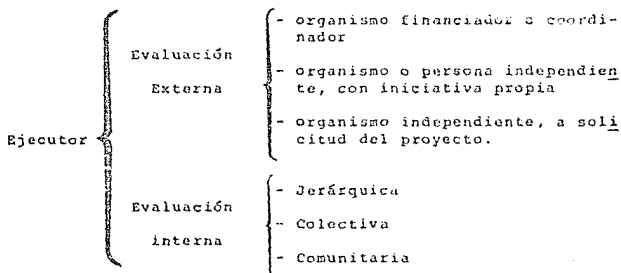 - organismo financiador o coordi-
nador
Evaluación
Externa
- organismo o persona independien
te, con iniciativa propia
- organismo independiente, a soli
citud del proyecto.
Ejecutor
Evaluación
interna
- Jerárquica
- Colectiva
- Comunitaria